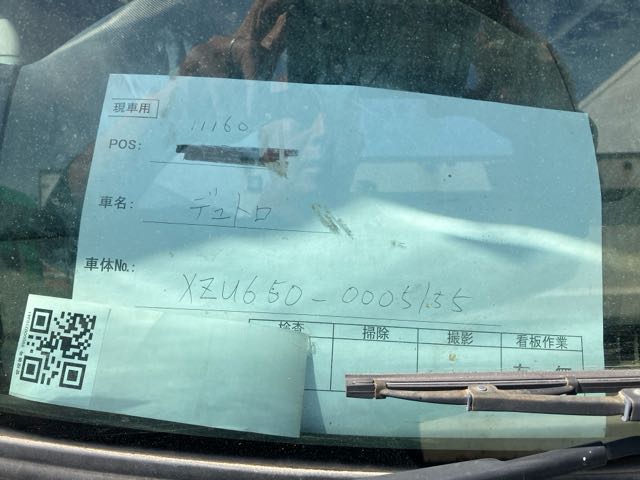 現車用
11160
POS:
車名: デュトロ
車体No.: XZU650-0005155
検査 掃除 撮影 看板作業